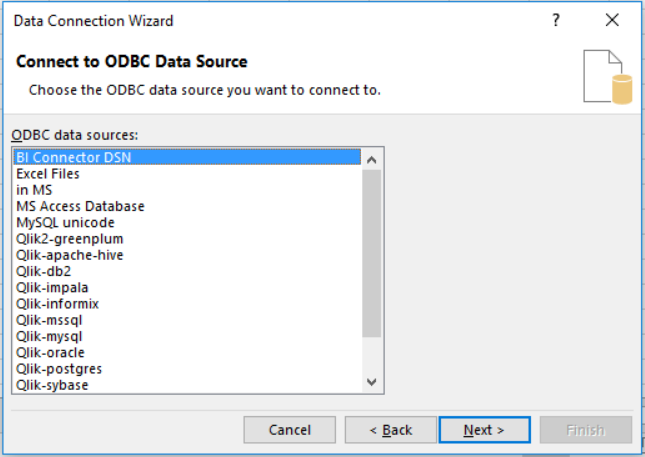 Data Connection Wizard
?
Connect to ODBC Data Source
Choose the ODBC data source you want to connect to.
ODBC data sources:
BI Connector DSN
Excel Files
in MS
MS Access Database
MySQL unicode
Qlik2-greenplum
Qlik-apache-hive
Qlik-db2
Qlik-impala
Qlik-informix
Qlik-mssql
Qlik-mysql
Qlik-oracle
Qlik-postgres
Qlik-sybase
Cancel < Back Next > Finish